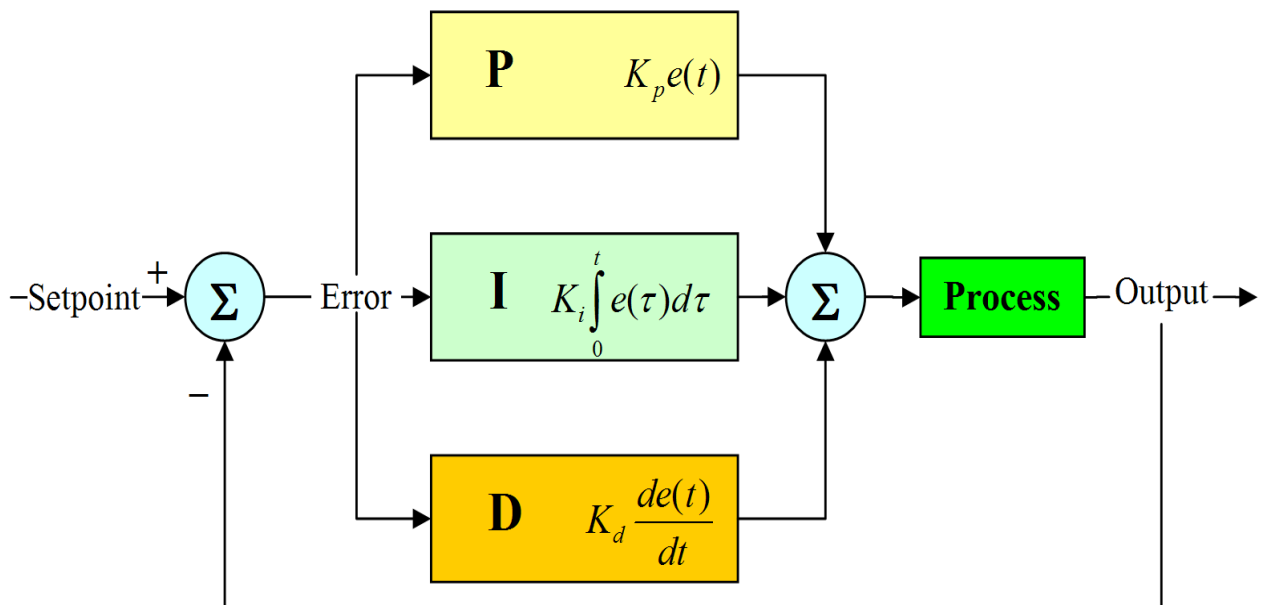 P K_p e(t)
–Setpoint + Σ Error I K_i ∫_0^t e(τ)dτ Σ Process Output
−
D K_d de(t)/dt